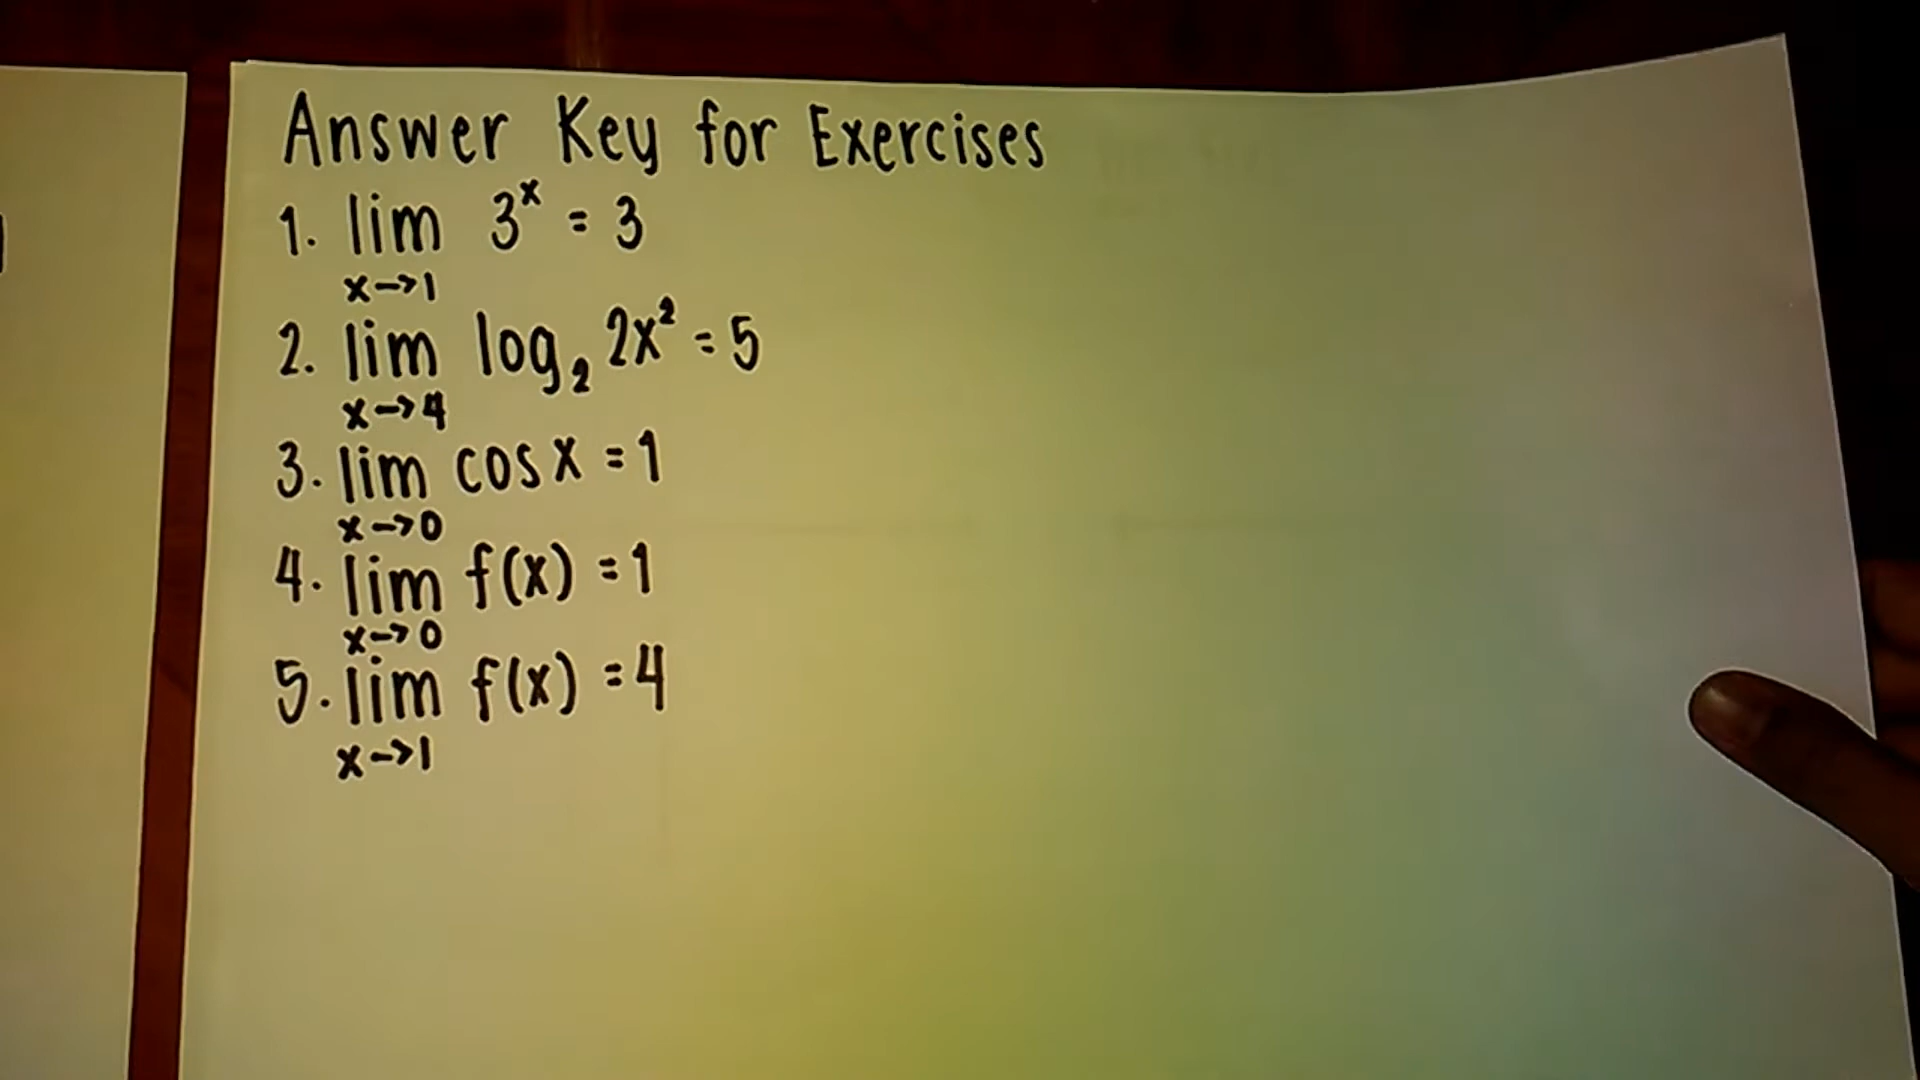 Answer Key for Exercises
1. lim 3ˣ = 3
x→1
2. lim log₂ 2x² = 5
x→4
3. lim cos x = 1
x→0
4. lim f(x) = 1
x→0
5. lim f(x) = 4
x→1